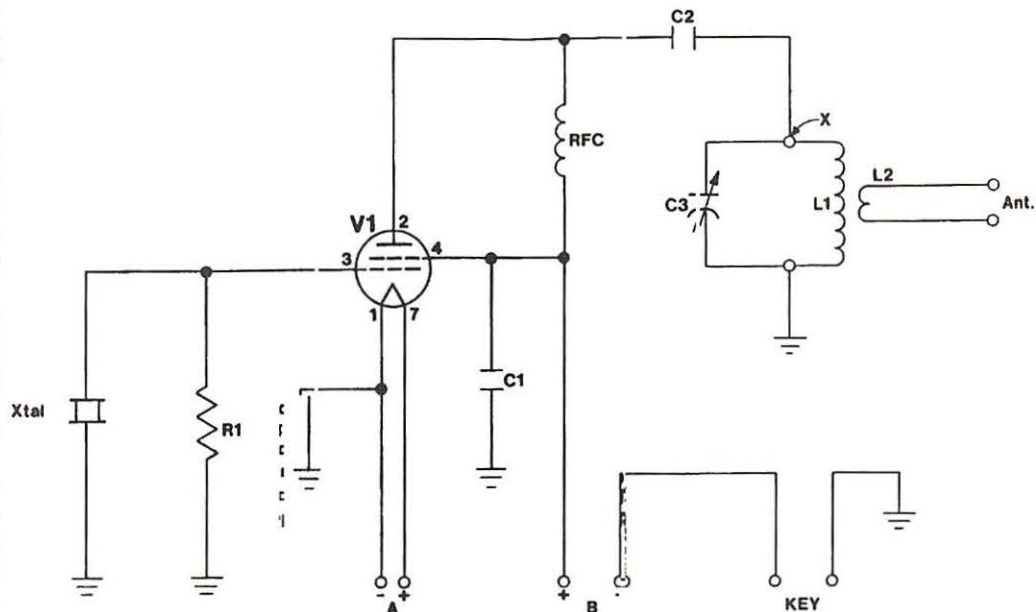 C2
X
RFC
L2
C3
L1
Ant.
V1
2
3
4
1
7
C1
Xtal
R1
- +
A
+
B
-
KEY